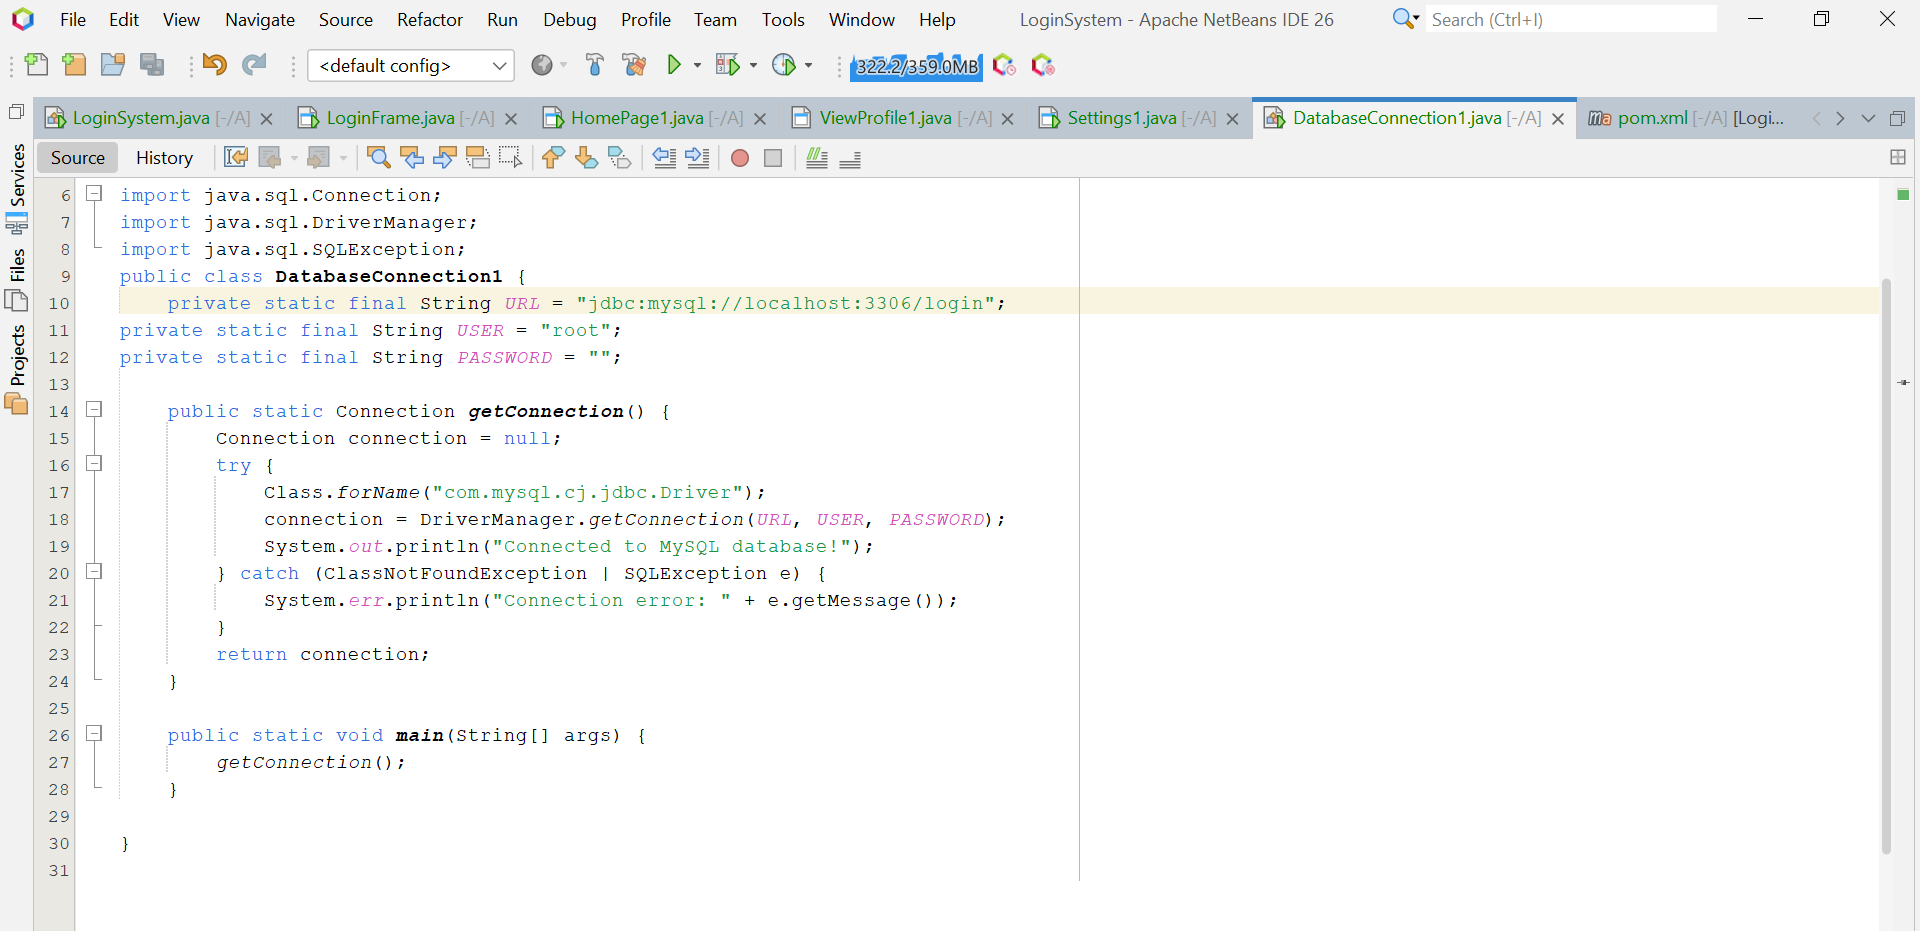 File Edit View Navigate Source Refactor Run Debug Profile Team Tools Window Help LoginSystem - Apache NetBeans IDE 26 Search (Ctrl+I)
<default config> 322.2/359.0MB
LoginSystem.java [-/A] LoginFrame.java [-/A] HomePage1.java [-/A] ViewProfile1.java [-/A] Settings1.java [-/A] DatabaseConnection1.java [-/A] pom.xml [-/A] [Logi...
Source History
Services
Files
Projects
6 import java.sql.Connection;
7 import java.sql.DriverManager;
8 import java.sql.SQLException;
9 public class DatabaseConnection1 {
10 private static final String URL = "jdbc:mysql://localhost:3306/login";
11 private static final String USER = "root";
12 private static final String PASSWORD = "";
13
14 public static Connection getConnection() {
15 Connection connection = null;
16 try {
17 Class.forName("com.mysql.cj.jdbc.Driver");
18 connection = DriverManager.getConnection(URL, USER, PASSWORD);
19 System.out.println("Connected to MySQL database!");
20 } catch (ClassNotFoundException | SQLException e) {
21 System.err.println("Connection error: " + e.getMessage());
22 }
23 return connection;
24 }
25
26 public static void main(String[] args) {
27 getConnection();
28 }
29
30 }
31